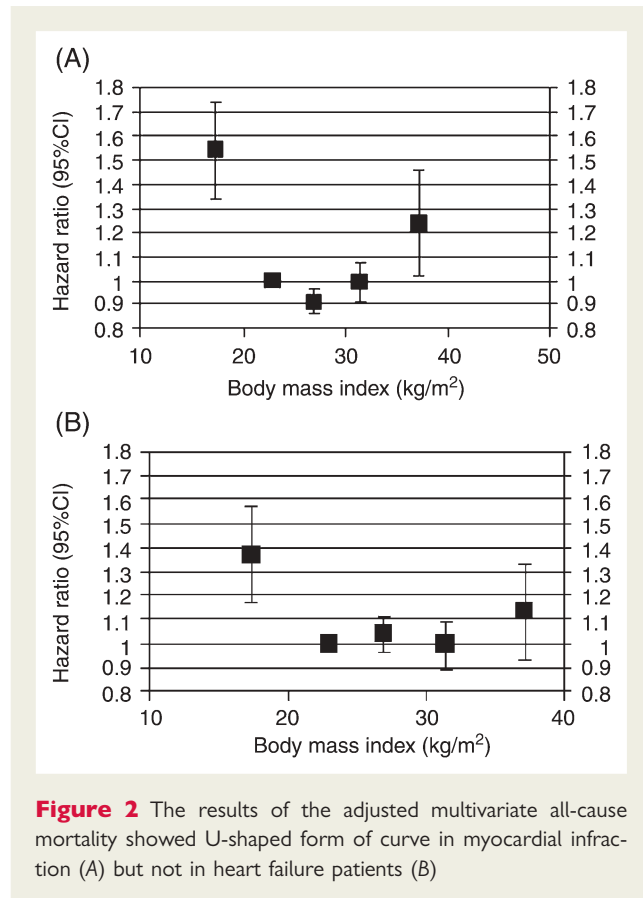 (A)
1.8 1.8
1.7 1.7
1.6 1.6
1.5 1.5
1.4 1.4
1.3 1.3
1.2 1.2
1.1 1.1
1 1
0.9 0.9
0.8 0.8
Hazard ratio (95%CI)
10 20 30 40 50
Body mass index (kg/m²)
(B)
1.8 1.8
1.7 1.7
1.6 1.6
1.5 1.5
1.4 1.4
1.3 1.3
1.2 1.2
1.1 1.1
1 1
0.9 0.9
0.8 0.8
Hazard ratio (95%CI)
10 20 30 40
Body mass index (kg/m²)
Figure 2 The results of the adjusted multivariate all-cause
mortality showed U-shaped form of curve in myocardial infrac-
tion (A) but not in heart failure patients (B)